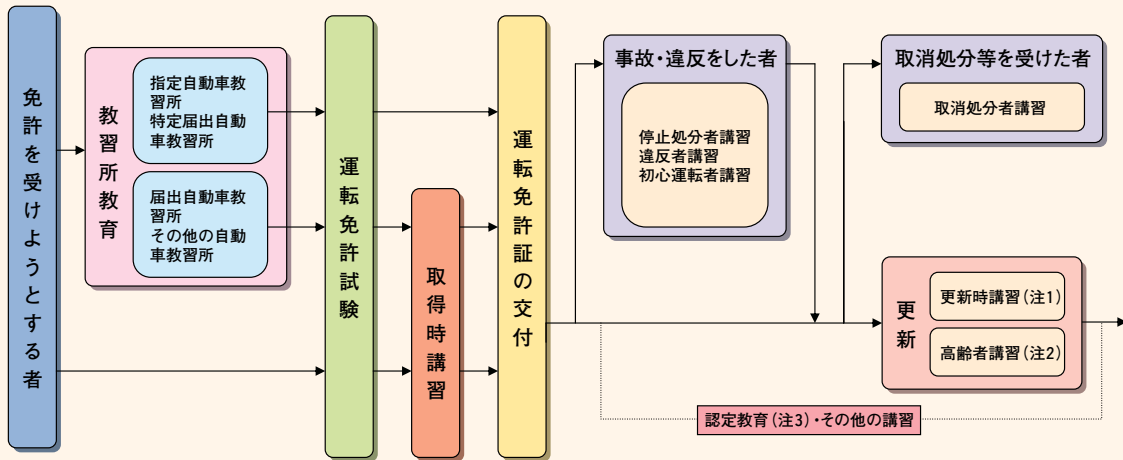 免許を受けようとする者
教習所教育
指定自動車教
習所
特定届出自動
車教習所
届出自動車教
習所
その他の自動
車教習所
運転免許試験
取得時講習
運転免許証の交付
事故・違反をした者
停止処分者講習
違反者講習
初心運転者講習
取消処分等を受けた者
取消処分者講習
更新
更新時講習(注1)
高齢者講習(注2)
認定教育(注3)・その他の講習